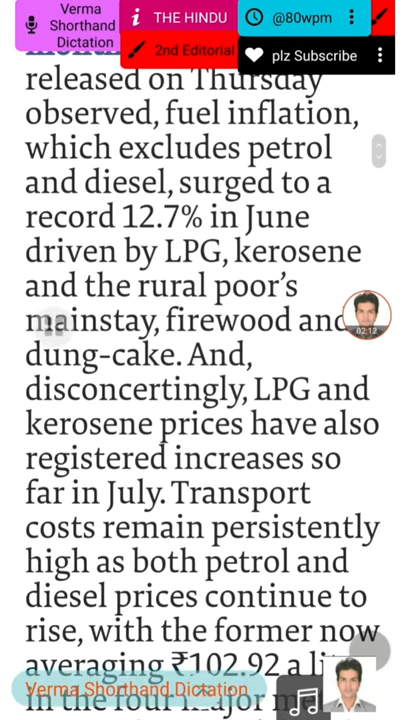 Verma
Shorthand
Dictation
THE HINDU
@80wpm
2nd Editorial
plz Subscribe
released on Thursday
observed, fuel inflation,
which excludes petrol
and diesel, surged to a
record 12.7% in June
driven by LPG, kerosene
and the rural poor’s
mainstay, firewood and
dung-cake. And,
disconcertingly, LPG and
kerosene prices have also
registered increases so
far in July. Transport
costs remain persistently
high as both petrol and
diesel prices continue to
rise, with the former now
averaging ₹102.92 a
in the four major
Verma Shorthand Dictation
02:12